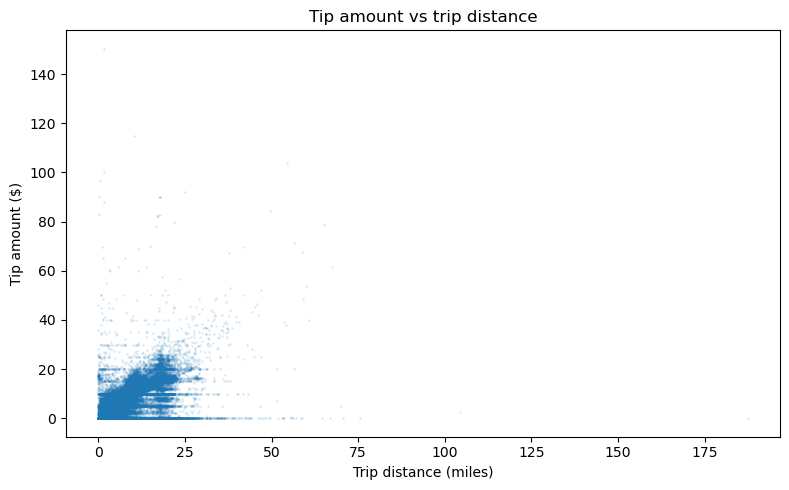 Tip amount vs trip distance
140
120
100
80
60
40
20
0
Tip amount ($)
0 25 50 75 100 125 150 175
Trip distance (miles)